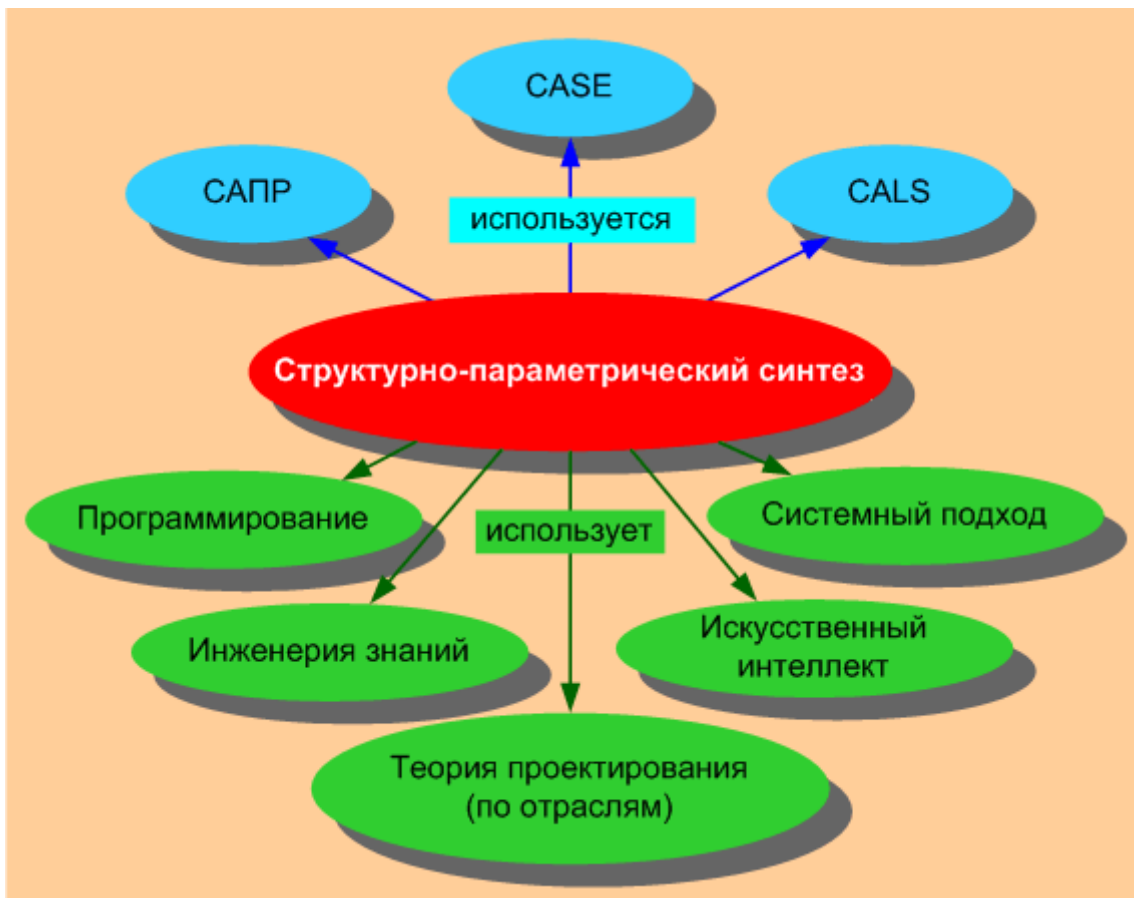 CASE
САПР
CALS
используется
Структурно-параметрический синтез
Программирование
использует
Системный подход
Инженерия знаний
Искусственный
интеллект
Теория проектирования
(по отраслям)